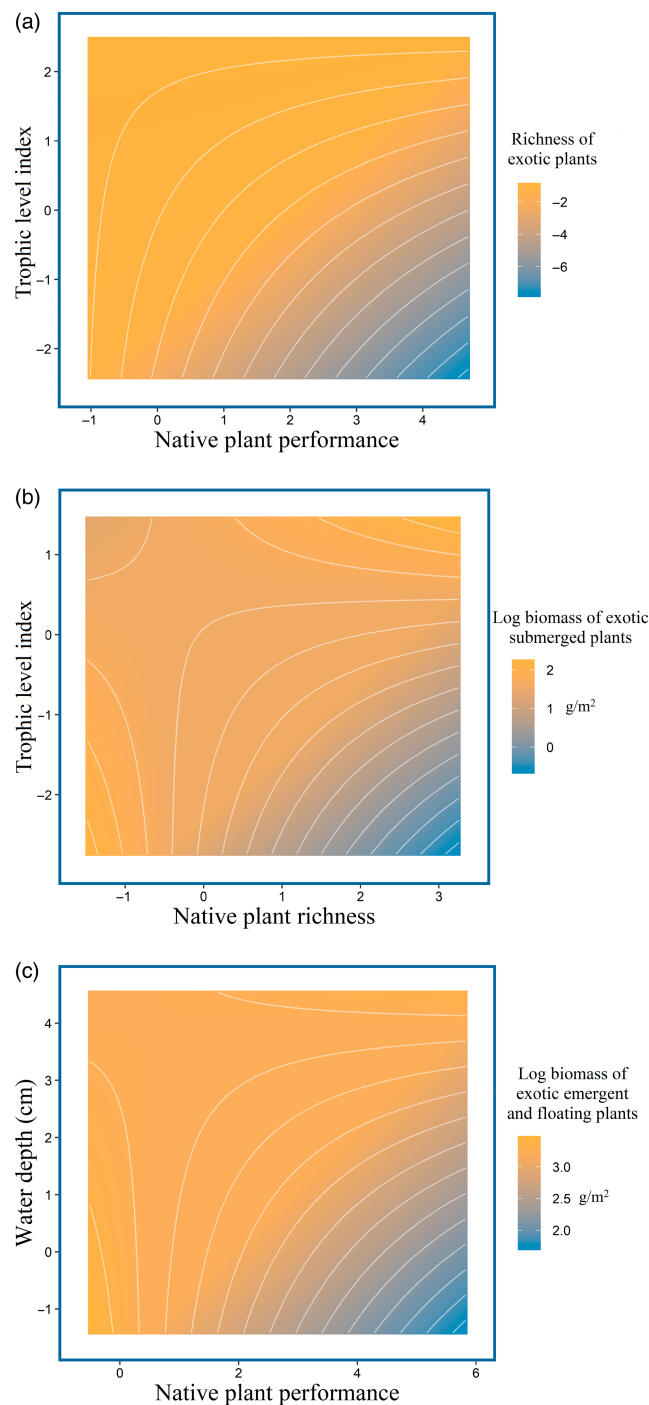 (a)
2
1
0
−1
−2
Trophic level index
−1
0
1
2
3
4
Native plant performance
Richness of
exotic plants
−2
−4
−6
(b)
1
0
−1
−2
Trophic level index
−1
0
1
2
3
Native plant richness
Log biomass of exotic
submerged plants
2
g/m²
0
(c)
4
3
2
1
0
−1
Water depth (cm)
0
2
4
6
Native plant performance
Log biomass of
exotic emergent
and floating plants
3.0
2.5 g/m²
2.0